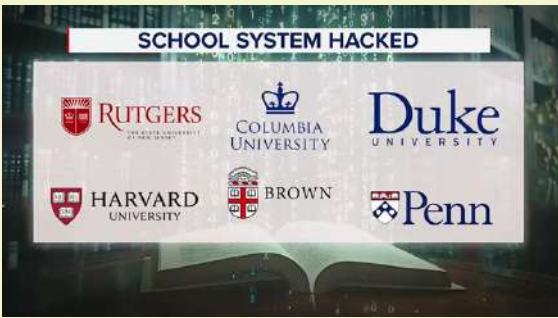 SCHOOL SYSTEM HACKED
RUTGERS
THE STATE UNIVERSITY
OF NEW JERSEY
COLUMBIA
UNIVERSITY
Duke
UNIVERSITY
HARVARD
UNIVERSITY
BROWN
Penn